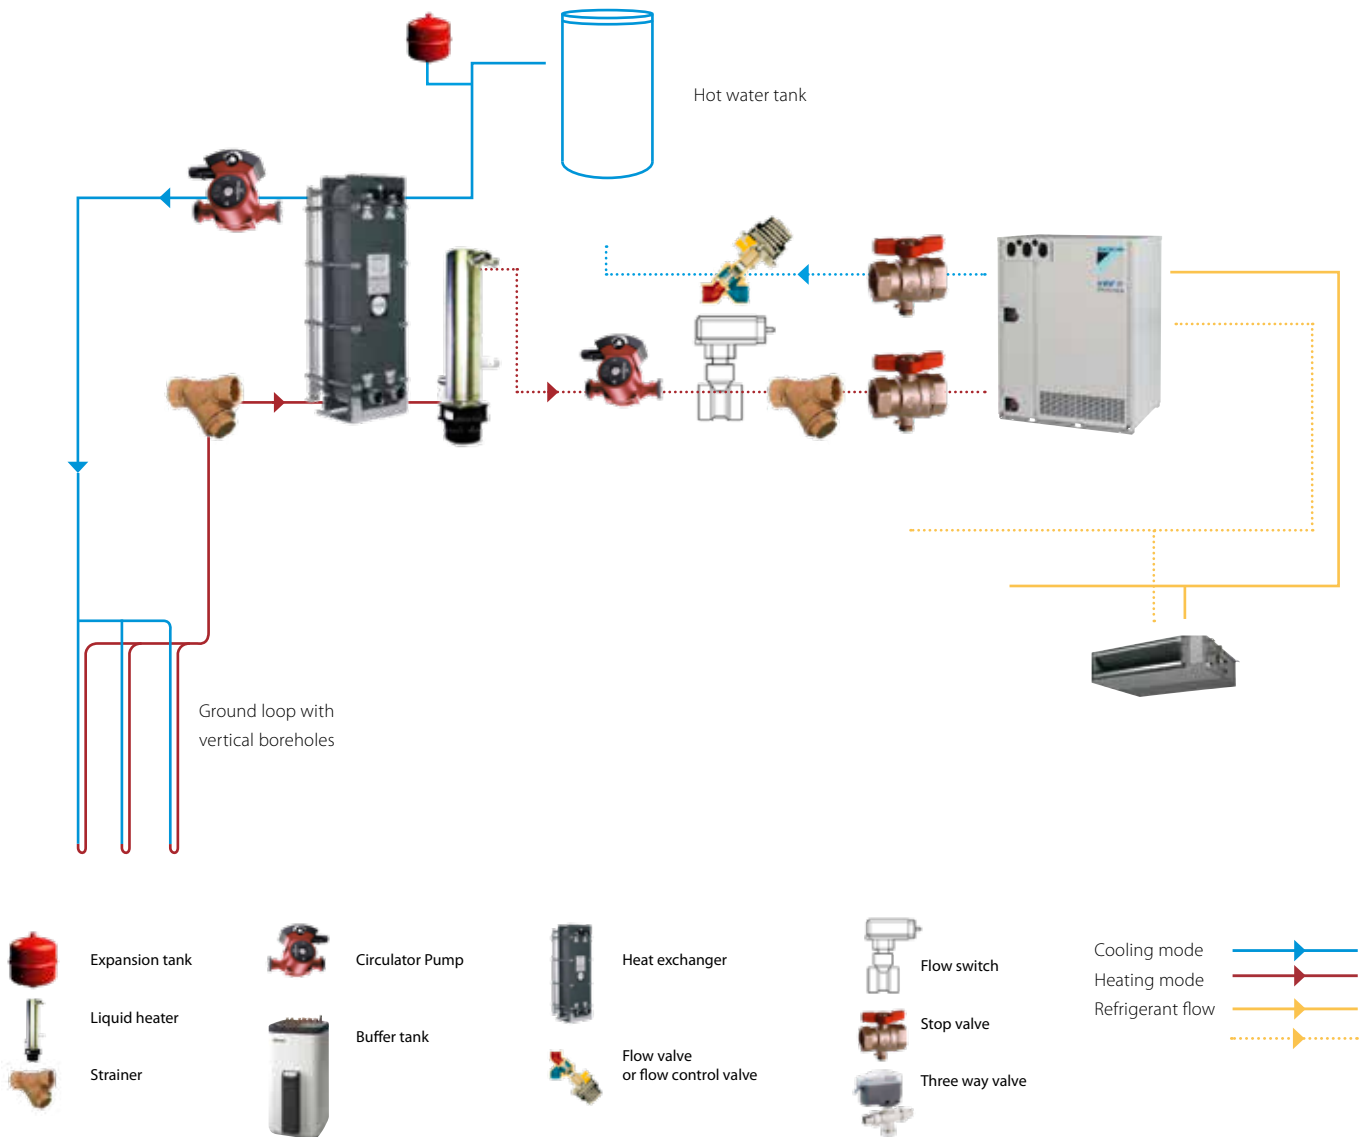 Hot water tank
Ground loop with
vertical boreholes
Expansion tank
Liquid heater
Strainer
Circulator Pump
Buffer tank
Heat exchanger
Flow valve
or flow control valve
Flow switch
Stop valve
Three way valve
Cooling mode
Heating mode
Refrigerant flow